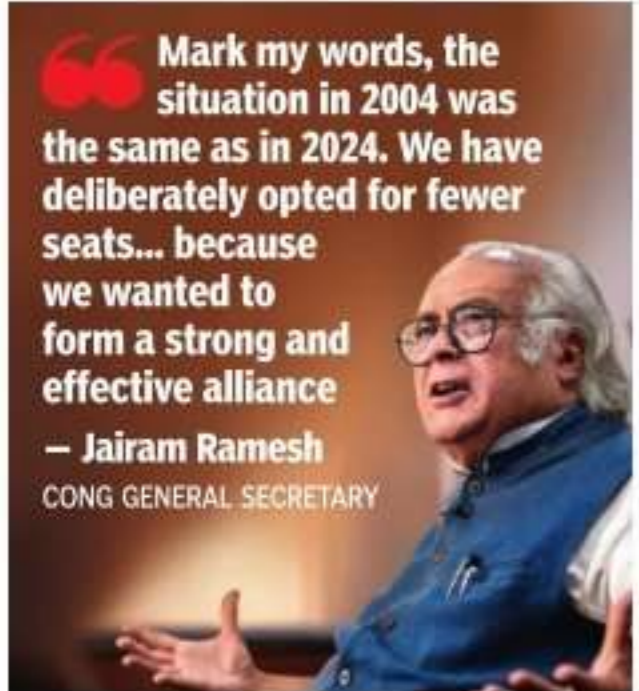 Mark my words, the
situation in 2004 was
the same as in 2024. We have
deliberately opted for fewer
seats... because
we wanted to
form a strong and
effective alliance
– Jairam Ramesh
CONG GENERAL SECRETARY